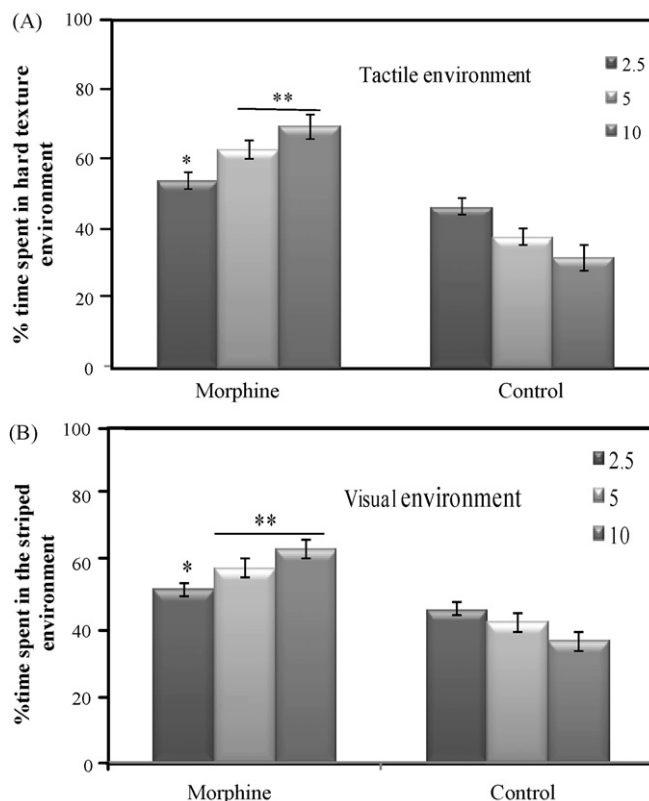 (A)
% time spent in hard texture
environment
100
80
60
40
20
0
Tactile environment
2.5
5
10
*
**
Morphine
Control
(B)
%time spent in the striped
environment
100
80
60
40
20
0
Visual environment
2.5
5
10
*
**
Morphine
Control